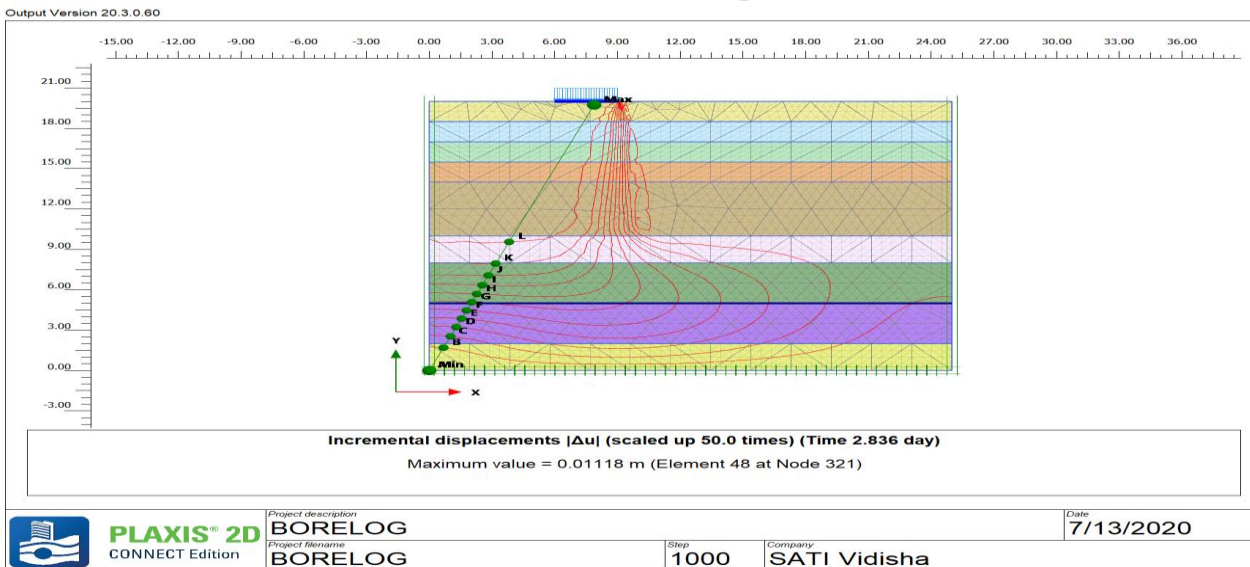 Output Version 20.3.0.60
-15.00 -12.00 -9.00 -6.00 -3.00 0.00 3.00 6.00 9.00 12.00 15.00 18.00 21.00 24.00 27.00 30.00 33.00 36.00
21.00
18.00
15.00
12.00
9.00
6.00
3.00
0.00
-3.00
Max
L
K
J
I
H
G
F
E
D
C
B
Min
Y
X
Incremental displacements |Δu| (scaled up 50.0 times) (Time 2.836 day)
Maximum value = 0.01118 m (Element 48 at Node 321)
PLAXIS® 2D
CONNECT Edition
Project description
BORELOG
Date
7/13/2020
Project filename
BORELOG
Step
1000
Company
SATI Vidisha